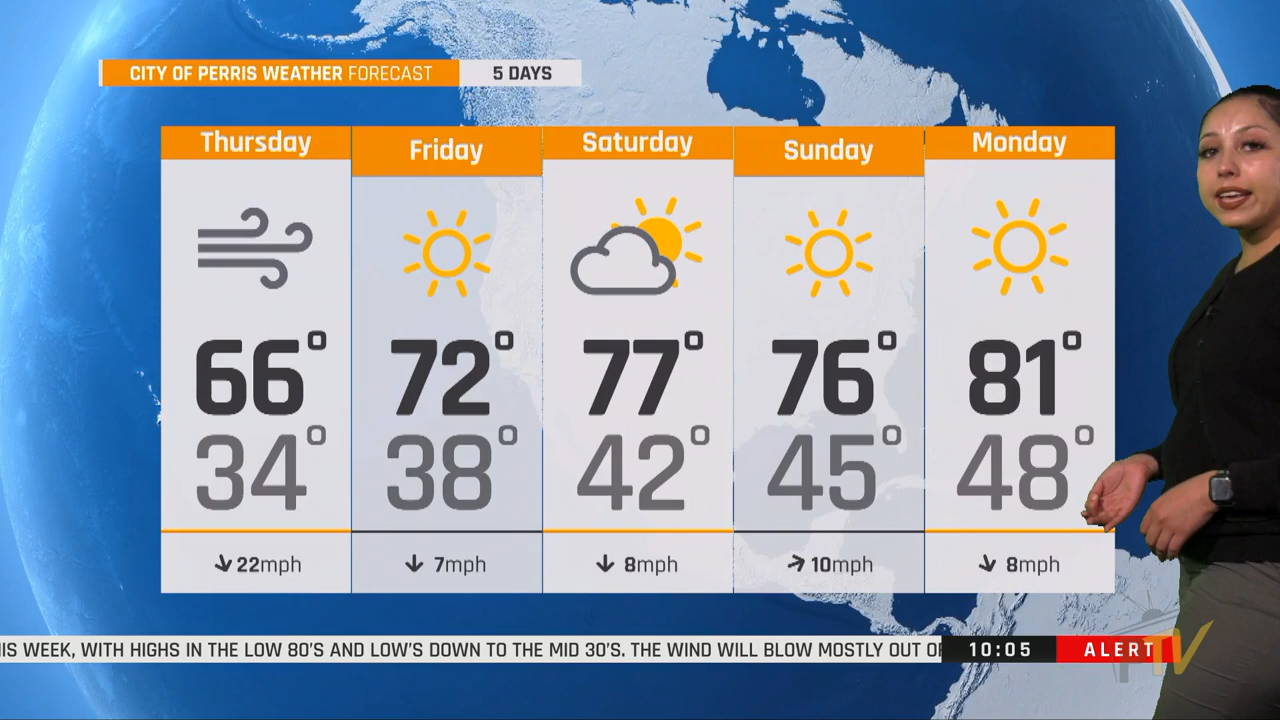 CITY OF PERRIS WEATHER FORECAST 5 DAYS
Thursday Friday Saturday Sunday Monday
66° 72° 77° 76° 81°
34° 38° 42° 45° 48°
22mph 7mph 8mph 10mph 8mph
IS WEEK, WITH HIGHS IN THE LOW 80'S AND LOW'S DOWN TO THE MID 30'S. THE WIND WILL BLOW MOSTLY OUT O 10:05 ALERT
PTV